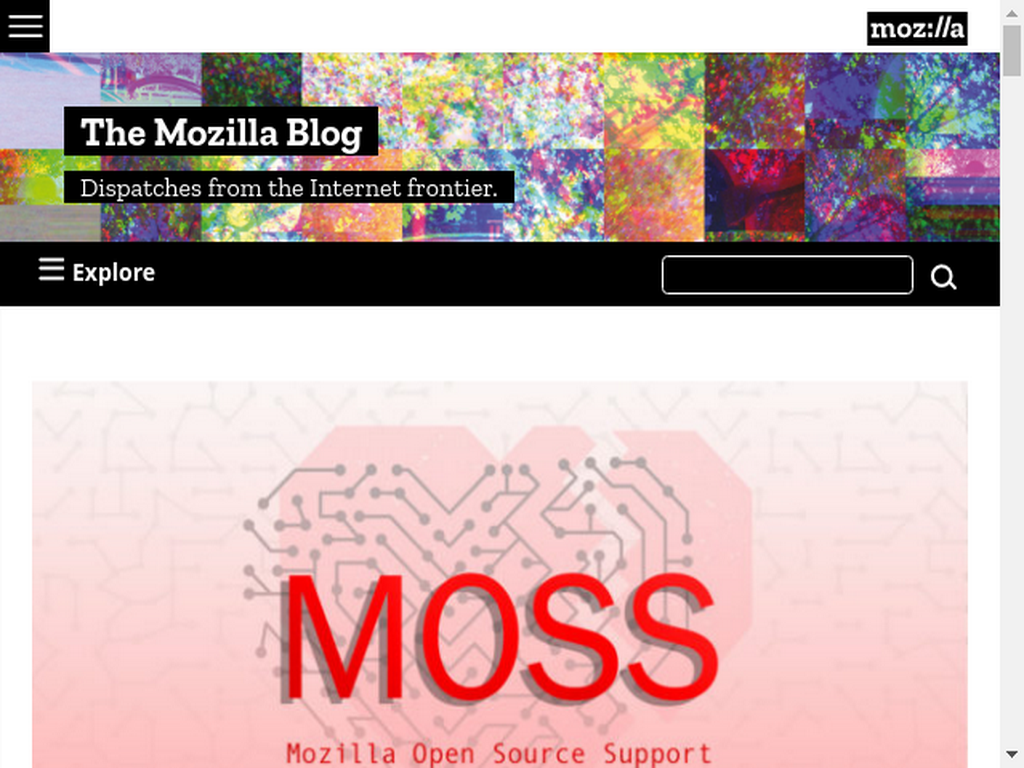 moz://a
The Mozilla Blog
Dispatches from the Internet frontier.
Explore
MOSS
Mozilla Open Source Support